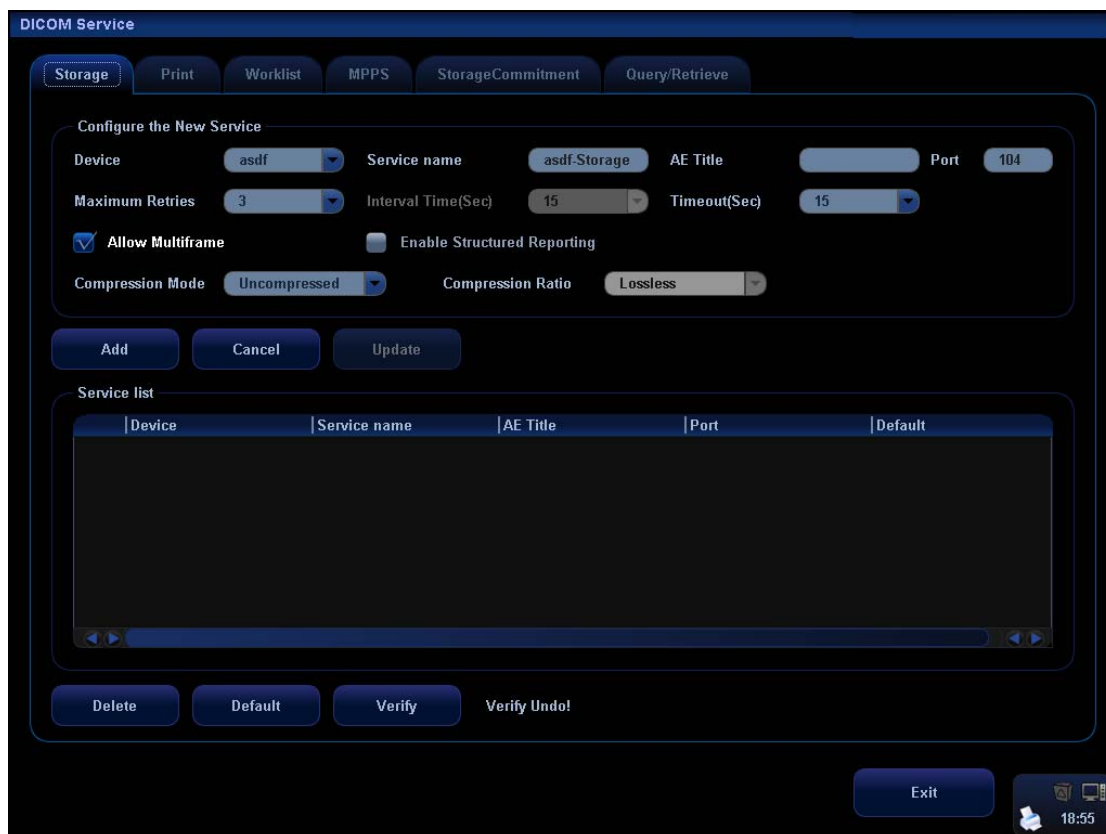 DICOM Service
Storage Print Worklist MPPS StorageCommitment Query/Retrieve
Configure the New Service
Device asdf Service name asdf-Storage AE Title Port 104
Maximum Retries 3 Interval Time(Sec) 15 Timeout(Sec) 15
Allow Multiframe Enable Structured Reporting
Compression Mode Uncompressed Compression Ratio Lossless
Add Cancel Update
Service list
Device Service name AE Title Port Default
Delete Default Verify Verify Undo!
Exit
18:55